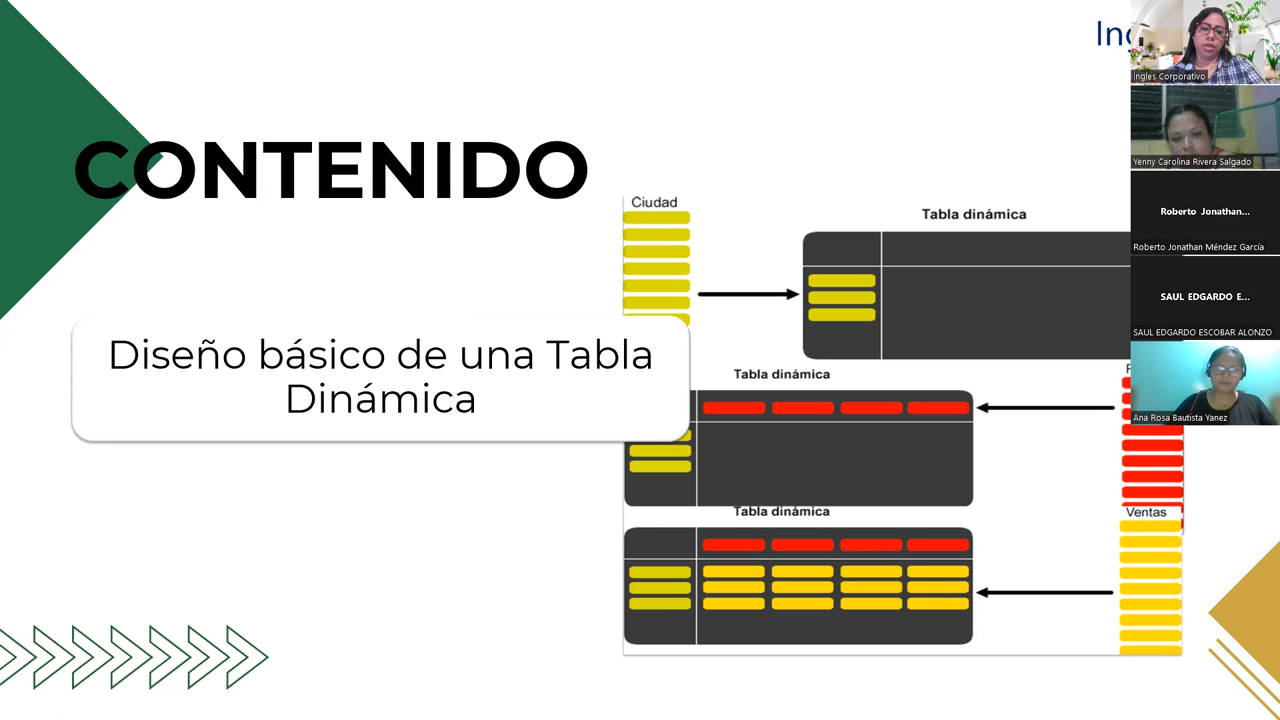 CONTENIDO
Diseño básico de una Tabla
Dinámica
Ciudad
Tabla dinámica
Tabla dinámica
Tabla dinámica
Ventas
Ingles Corporativo
Yenny Carolina Rivera Salgado
Roberto Jonathan...
Roberto Jonathan Méndez García
SAUL EDGARDO E...
SAUL EDGARDO ESCOBAR ALONZO
Ana Rosa Bautista Yanez